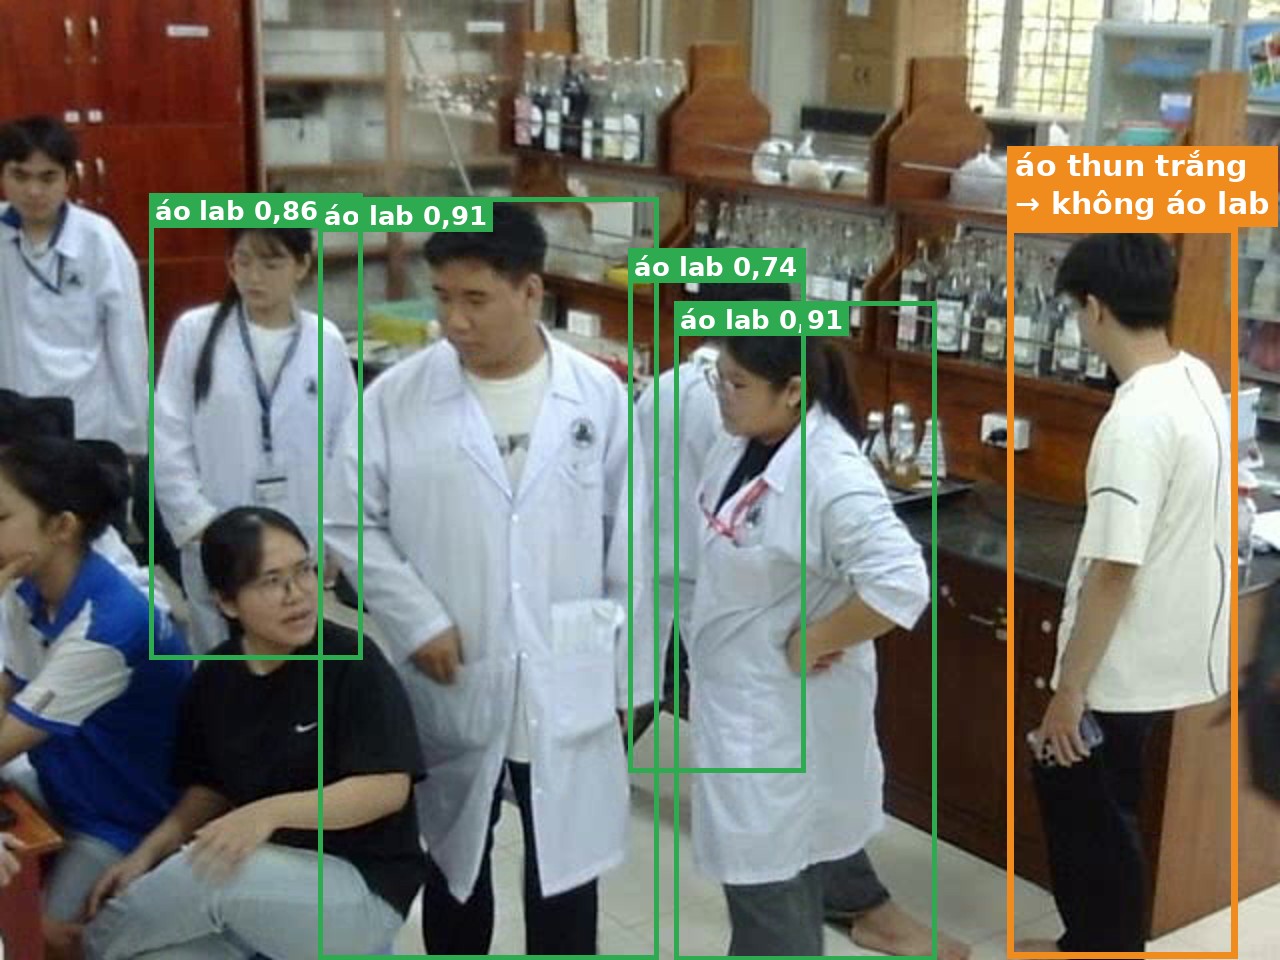 áo thun trắng
→ không áo lab
áo lab 0,86
áo lab 0,91
áo lab 0,74
áo lab 0,91